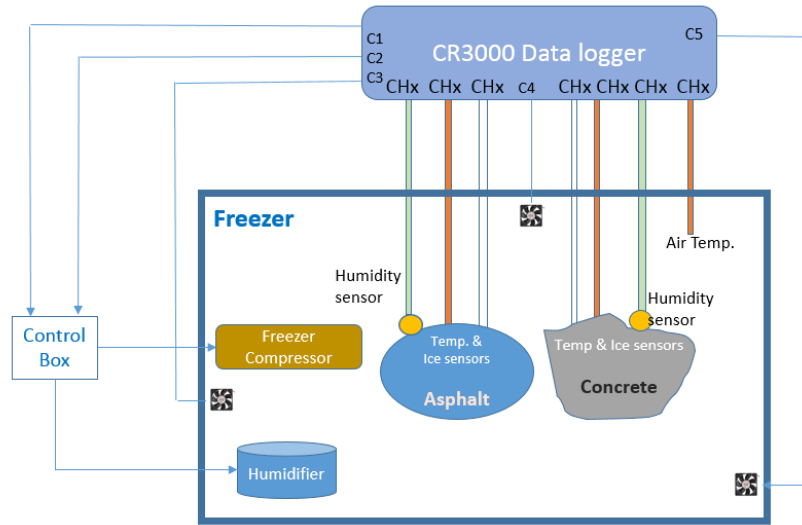 C1
C2
C3
CR3000 Data logger
C5
CHx
CHx
CHx
C4
CHx
CHx
CHx
CHx
Freezer
Air Temp.
Humidity
sensor
Humidity
sensor
Control
Box
Freezer
Compressor
Temp. &
Ice sensors
Asphalt
Temp & Ice sensors
Concrete
Humidifier